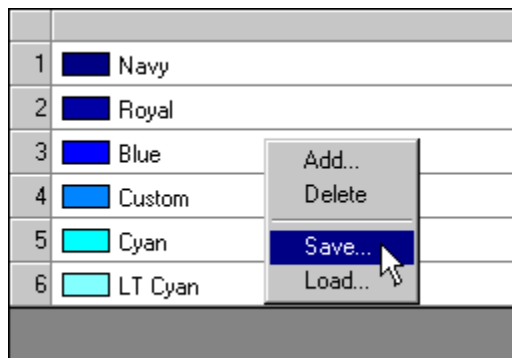 1 Navy
2 Royal
3 Blue
4 Custom
5 Cyan
6 LT Cyan
Add...
Delete
Save...
Load...